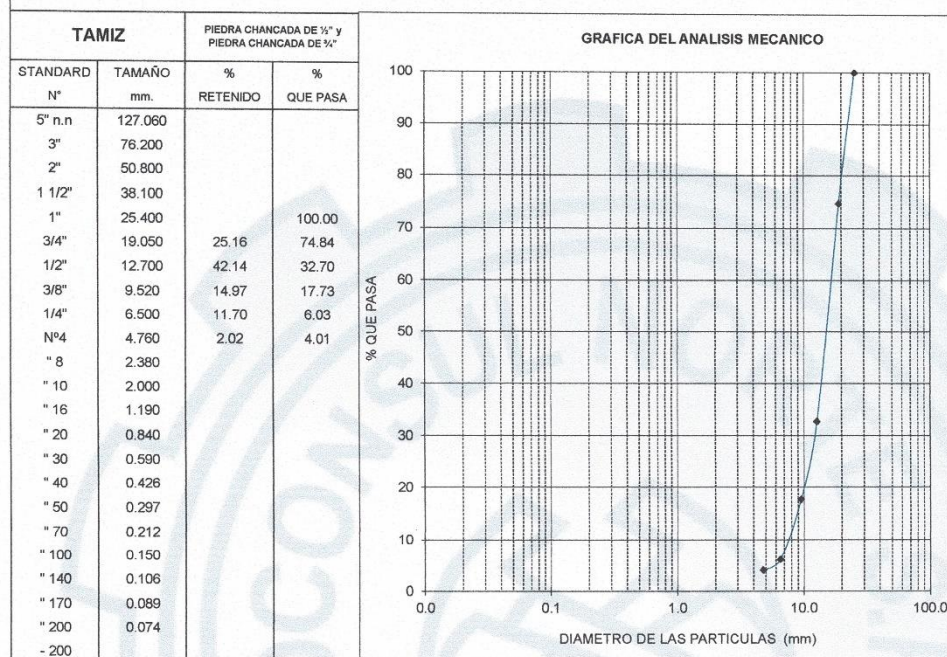 TAMIZ
PIEDRA CHANCADA DE ½" y
PIEDRA CHANCADA DE ¾"
STANDARD TAMAÑO % %
N° mm. RETENIDO QUE PASA
5" n.n 127.060
3" 76.200
2" 50.800
1 1/2" 38.100
1" 25.400 100.00
3/4" 19.050 25.16 74.84
1/2" 12.700 42.14 32.70
3/8" 9.520 14.97 17.73
1/4" 6.500 11.70 6.03
Nº4 4.760 2.02 4.01
" 8 2.380
" 10 2.000
" 16 1.190
" 20 0.840
" 30 0.590
" 40 0.426
" 50 0.297
" 70 0.212
" 100 0.150
" 140 0.106
" 170 0.089
" 200 0.074
- 200
GRAFICA DEL ANALISIS MECANICO
% QUE PASA
100
90
80
70
60
50
40
30
20
10
0
0.0 0.1 1.0 10.0 100.0
DIAMETRO DE LAS PARTICULAS (mm)